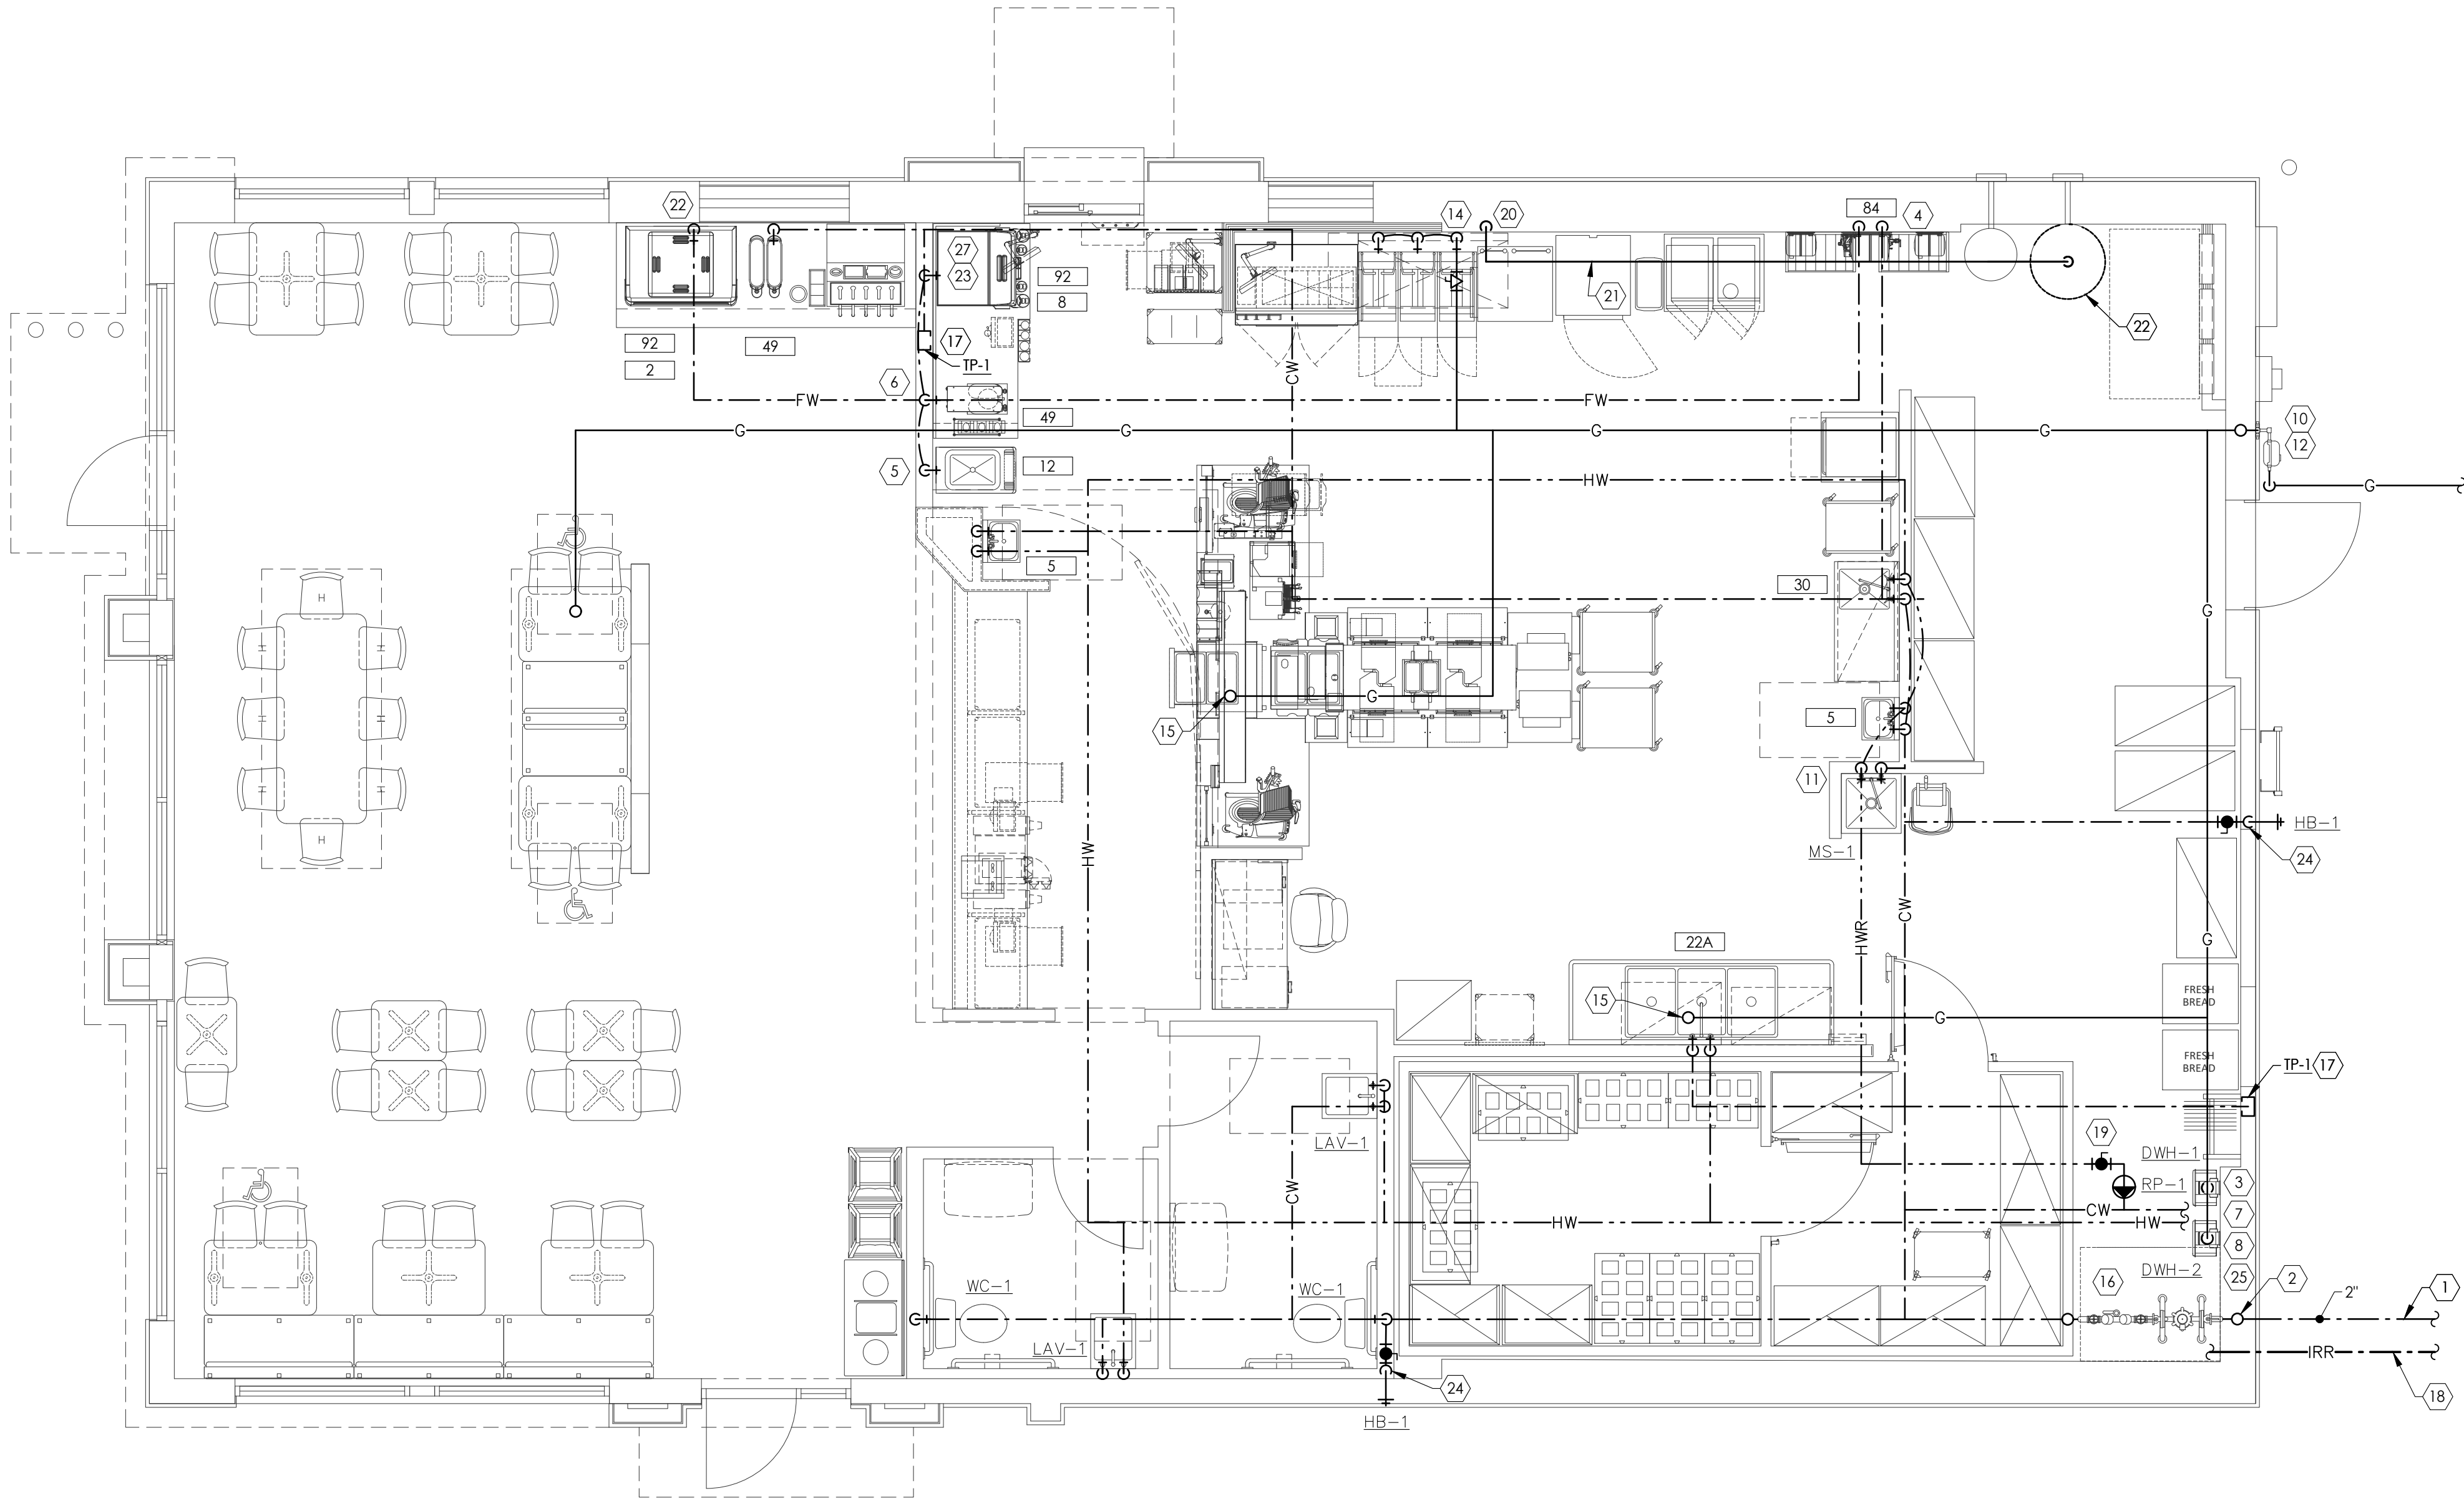 22
27
23
92
8
14
20
84
4
21
22
92
49
2
17
TP-1
6
CW
FW
FW
49
G
G
G
G
10
12
5
12
HW
G
5
30
G
H
H
H
H
H
H
H
H
G
15
5
11
HB-1
MS-1
24
HW
CW
HWR
22A
G
FRESH
BREAD
15
G
FRESH
BREAD
TP-1
17
LAV-1
19
DWH-1
RP-1
3
CW
CW
7
HW
HW
8
DWH-2
16
25
2
2"
1
WC-1
WC-1
LAV-1
IRR
24
18
HB-1